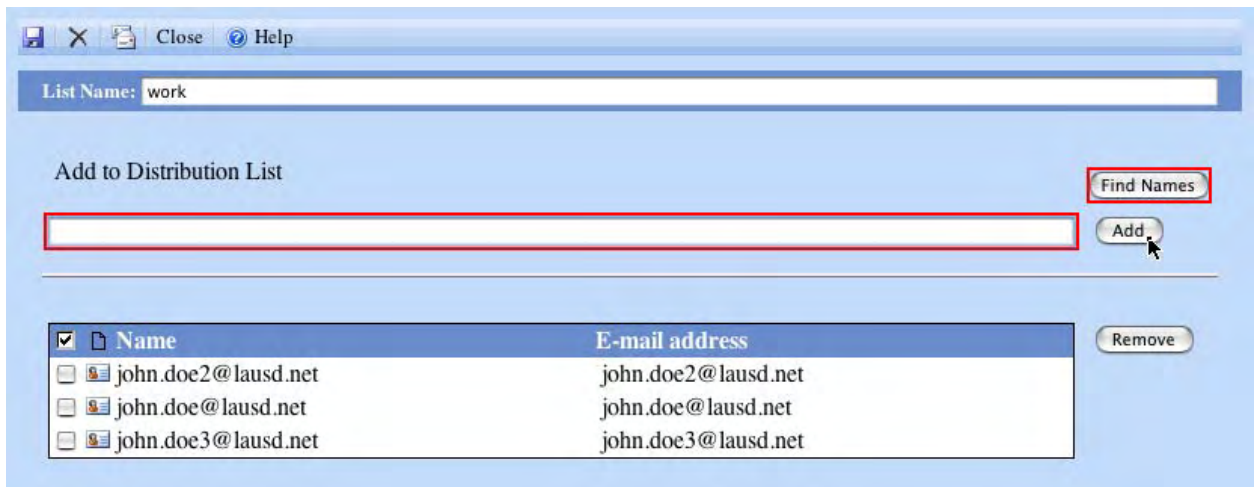 Close Help
List Name: work
Add to Distribution List
Find Names
Add
Name E-mail address
Remove
john.doe2@lausd.net john.doe2@lausd.net
john.doe@lausd.net john.doe@lausd.net
john.doe3@lausd.net john.doe3@lausd.net